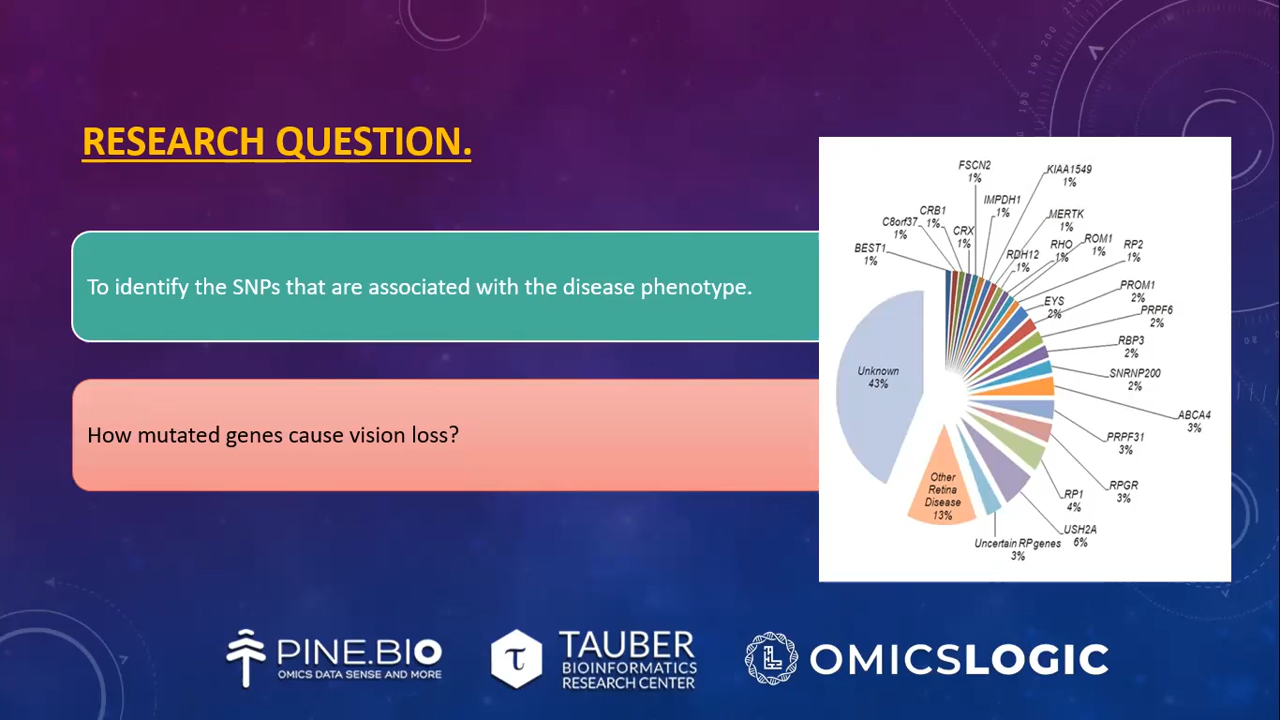 RESEARCH QUESTION.
To identify the SNPs that are associated with the disease phenotype.
How mutated genes cause vision loss?
FSCN2
1%
KIAA1549
1%
CRB1
1%
IMPDH1
1%
C8orf37
1%
MERTK
1%
CRX
1%
BEST1
1%
RDH12
1%
RHO
1%
ROM1
1%
RP2
1%
EYS
2%
PROM1
2%
PRPF6
2%
RBP3
2%
SNRNP200
2%
ABCA4
3%
PRPF31
3%
RPGR
3%
RP1
4%
USH2A
6%
Uncertain RP genes
3%
Other
Retina
Disease
13%
Unknown
43%
PINE.BIO
OMICS DATA SENSE AND MORE
τ
TAUBER
BIOINFORMATICS
RESEARCH CENTER
OMICSLOGIC